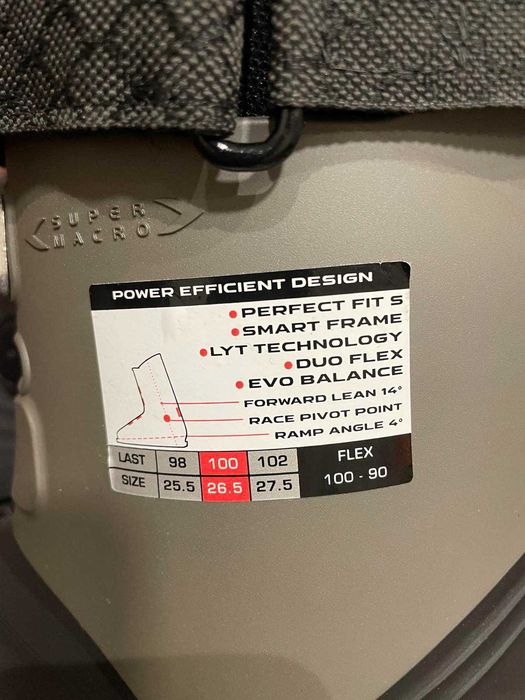 SUPER
MACRO
POWER EFFICIENT DESIGN
PERFECT FIT S
SMART FRAME
LYT TECHNOLOGY
DUO FLEX
EVO BALANCE
FORWARD LEAN 14°
RACE PIVOT POINT
RAMP ANGLE 4°
LAST 98 100 102 FLEX
SIZE 25.5 26.5 27.5 100 - 90